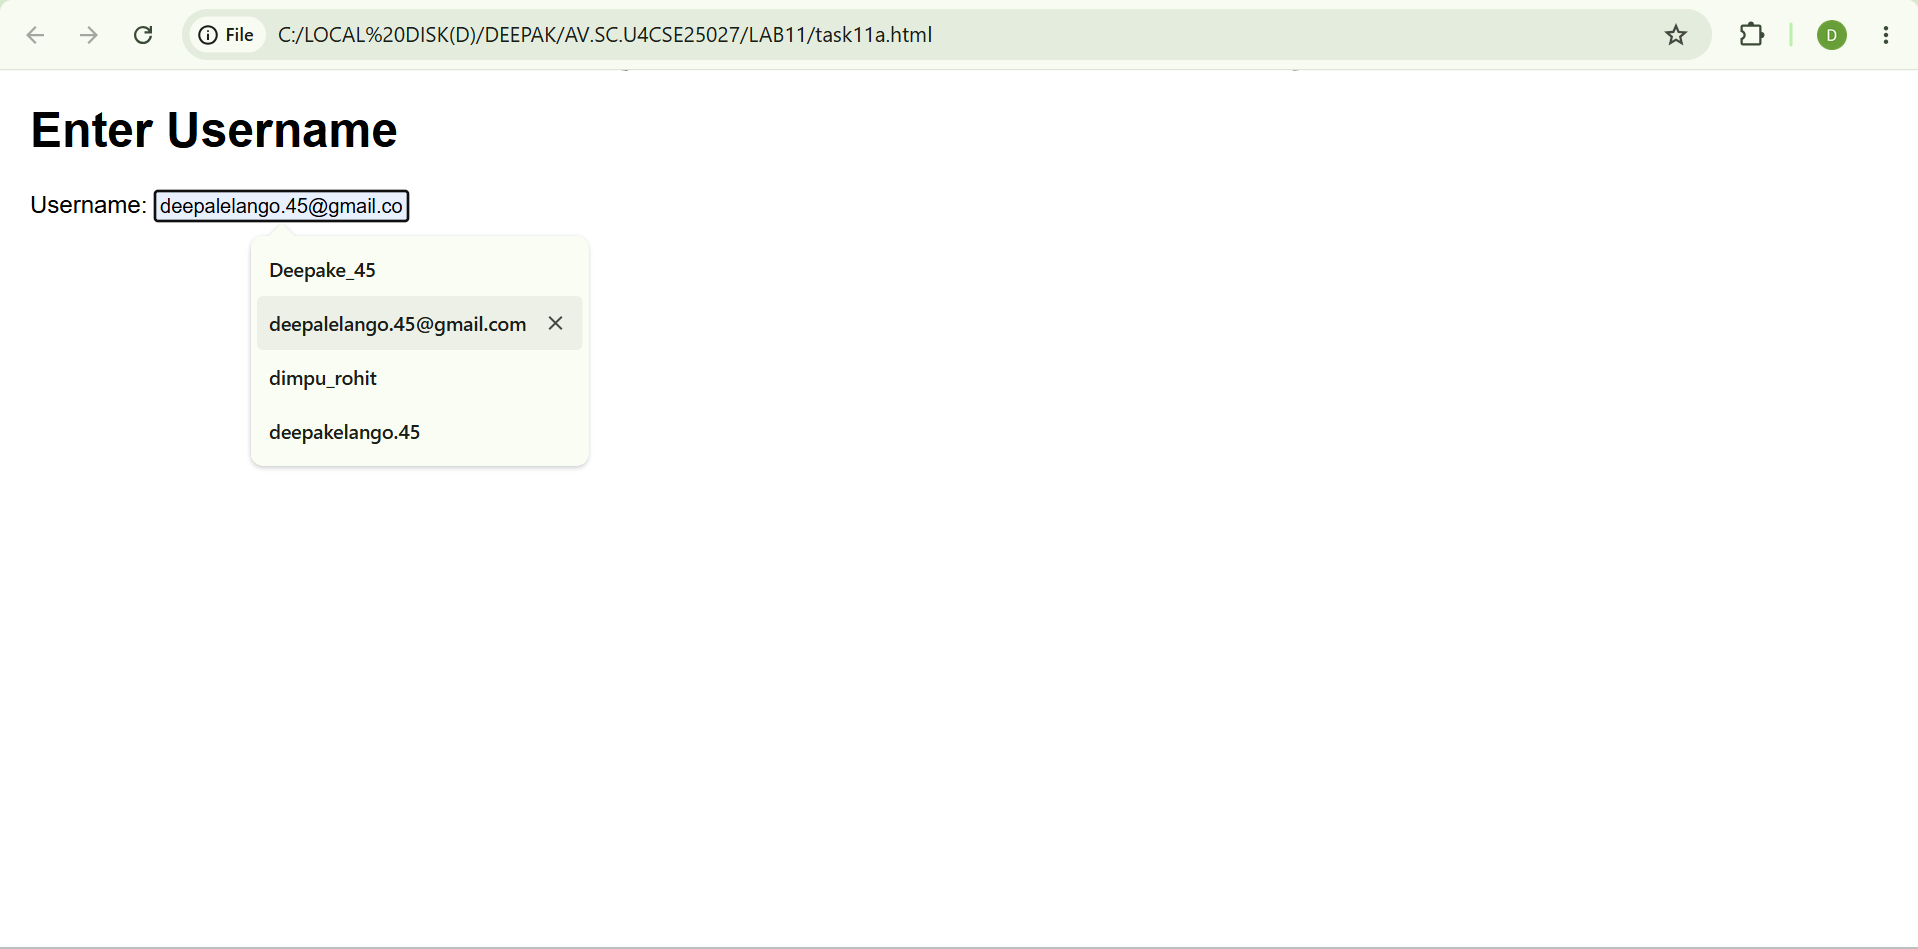 File C:/LOCAL%20DISK(D)/DEEPAK/AV.SC.U4CSE25027/LAB11/task11a.html
D
Enter Username
Username: deepalelango.45@gmail.co
Deepake_45
deepalelango.45@gmail.com
dimpu_rohit
deepakelango.45